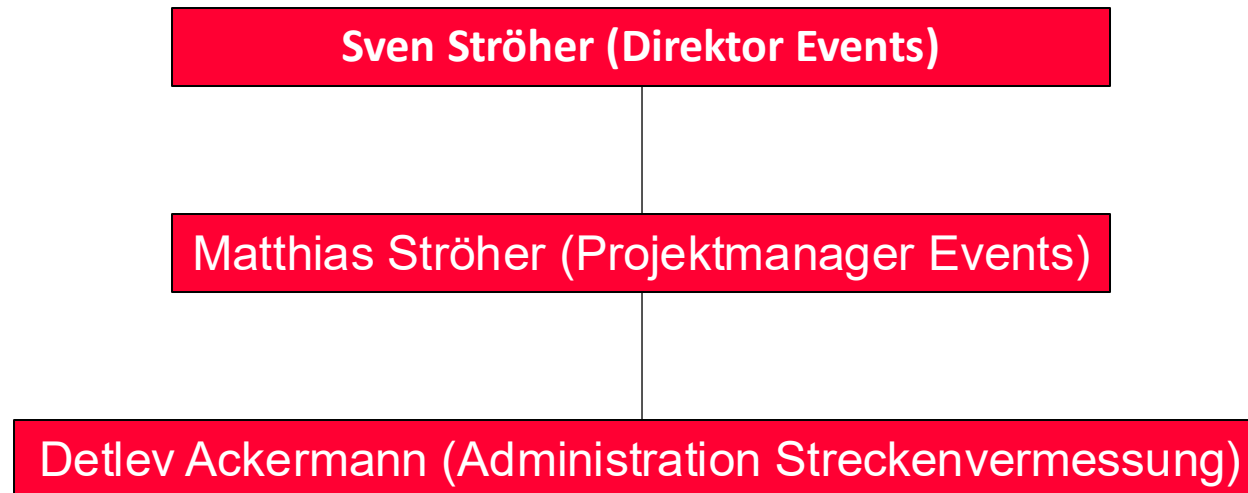 Sven Ströher (Direktor Events)
Matthias Ströher (Projektmanager Events)
Detlev Ackermann (Administration Streckenvermessung)